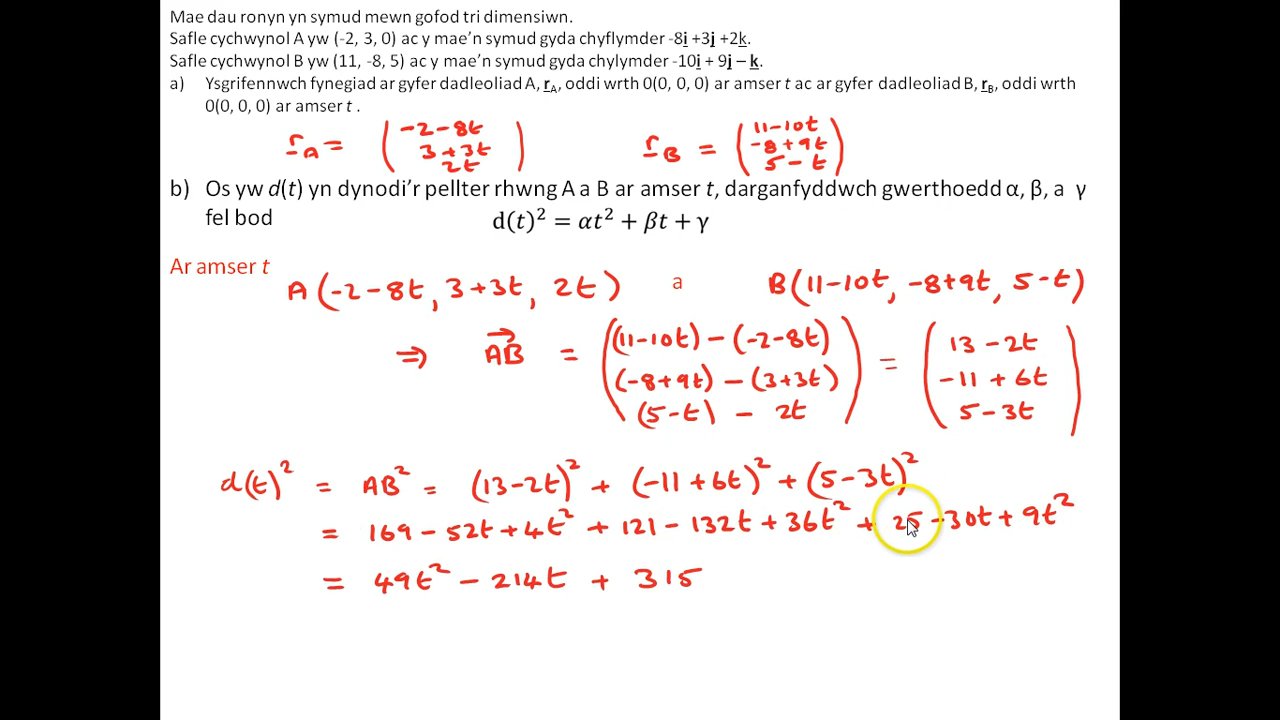 Mae dau ronyn yn symud mewn gofod tri dimensiwn.
Safle cychwynol A yw (-2, 3, 0) ac y mae’n symud gyda chyflymder -8i +3j +2k.
Safle cychwynol B yw (11, -8, 5) ac y mae’n symud gyda chylymder -10i + 9j – k.
a) Ysgrifennwch fynegiad ar gyfer dadleoliad A, r_A, oddi wrth 0(0, 0, 0) ar amser t ac ar gyfer dadleoliad B, r_B, oddi wrth
0(0, 0, 0) ar amser t .
r_A = (-2-8t, 3+3t, 2t) r_B = (11-10t, -8+9t, 5-t)
b) Os yw d(t) yn dynodi’r pellter rhwng A a B ar amser t, darganfyddwch gwerthoedd α, β, a γ
fel bod d(t)² = αt² + βt + γ
Ar amser t
A(-2-8t, 3+3t, 2t) a B(11-10t, -8+9t, 5-t)
⇒ AB→ = ((11-10t)-(-2-8t), (-8+9t)-(3+3t), (5-t)-2t) = (13-2t, -11+6t, 5-3t)
d(t)² = AB² = (13-2t)² + (-11+6t)² + (5-3t)²
= 169-52t+4t² + 121-132t+36t² + 25-30t+9t²
= 49t² - 214t + 315